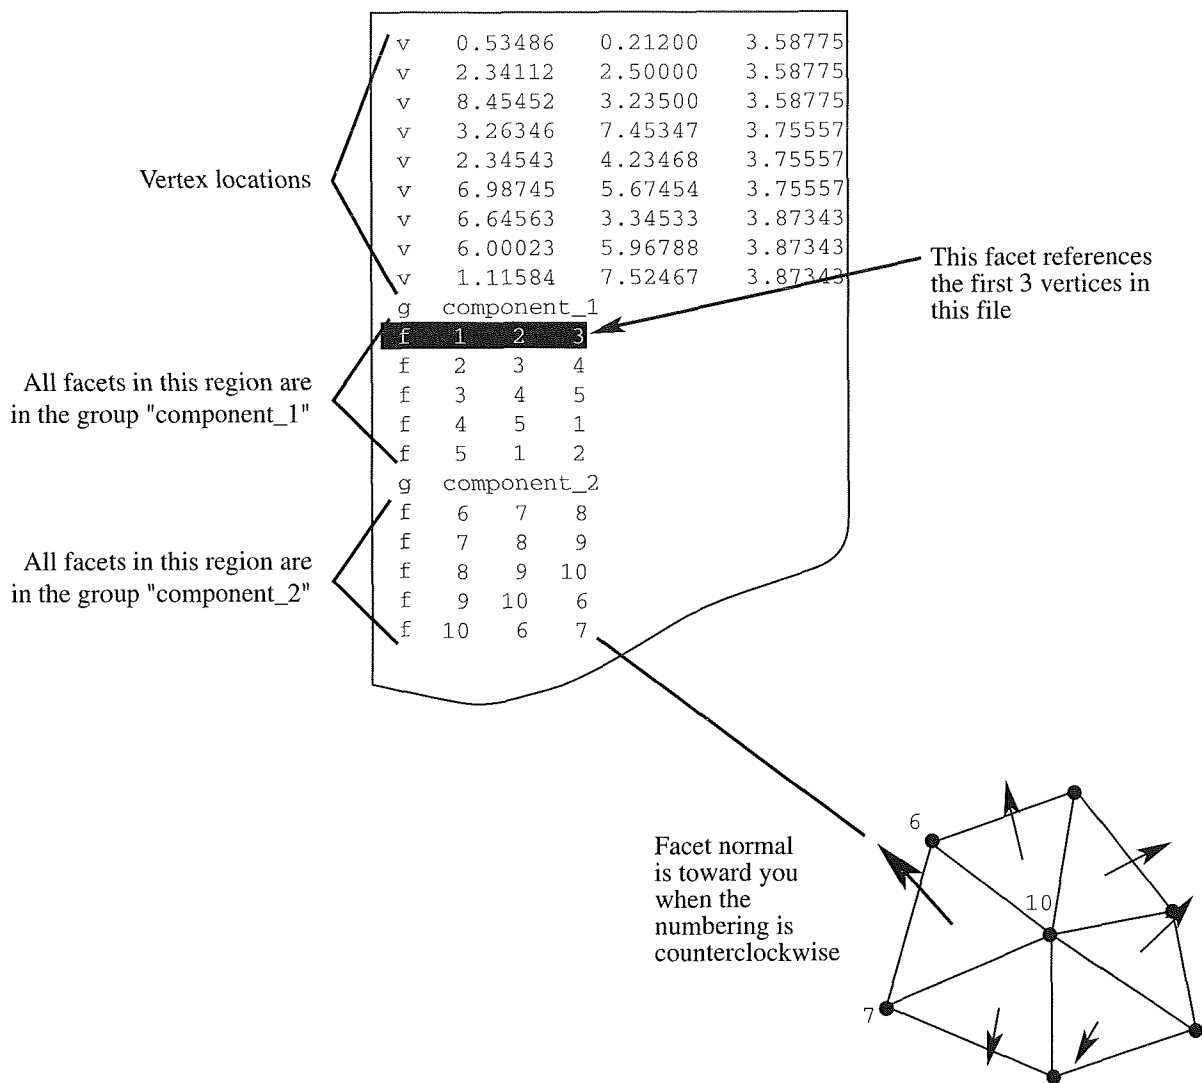 v 0.53486 0.21200 3.58775
v 2.34112 2.50000 3.58775
v 8.45452 3.23500 3.58775
v 3.26346 7.45347 3.75557
v 2.34543 4.23468 3.75557
v 6.98745 5.67454 3.75557
v 6.64563 3.34533 3.87343
v 6.00023 5.96788 3.87343
v 1.11584 7.52467 3.87343
Vertex locations
g component_1
f 1 2 3
f 2 3 4
f 3 4 5
f 4 5 1
f 5 1 2
This facet references
the first 3 vertices in
this file
All facets in this region are
in the group "component_1"
g component_2
f 6 7 8
f 7 8 9
f 8 9 10
f 9 10 6
f 10 6 7
All facets in this region are
in the group "component_2"
Facet normal
is toward you
when the
numbering is
counterclockwise
6
10
7